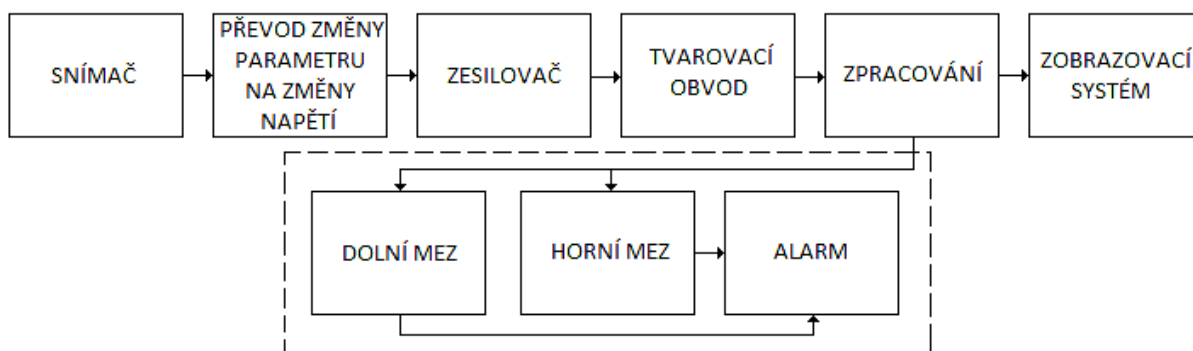 SNÍMAČ
PŘEVOD ZMĚNY
PARAMETRU
NA ZMĚNY
NAPĚTÍ
ZESILOVAČ
TVAROVACÍ
OBVOD
ZPRACOVÁNÍ
ZOBRAZOVACÍ
SYSTÉM
DOLNÍ MEZ
HORNÍ MEZ
ALARM